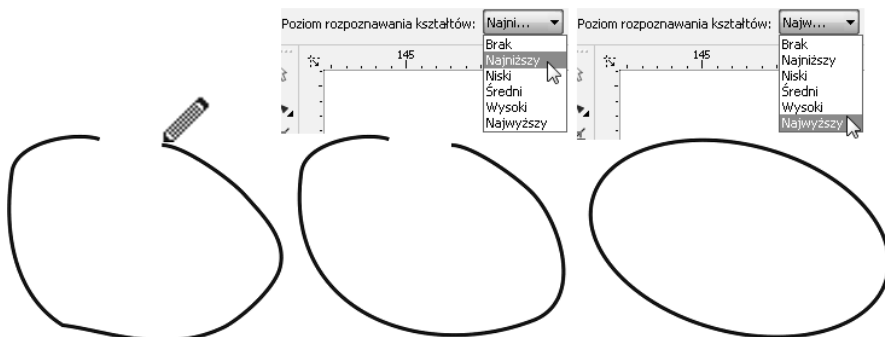 Poziom rozpoznawania kształtów: Najni...
Brak
Najniższy
Niski
Średni
Wysoki
Najwyższy
145
Poziom rozpoznawania kształtów: Najw...
Brak
Najniższy
Niski
Średni
Wysoki
Najwyższy
145